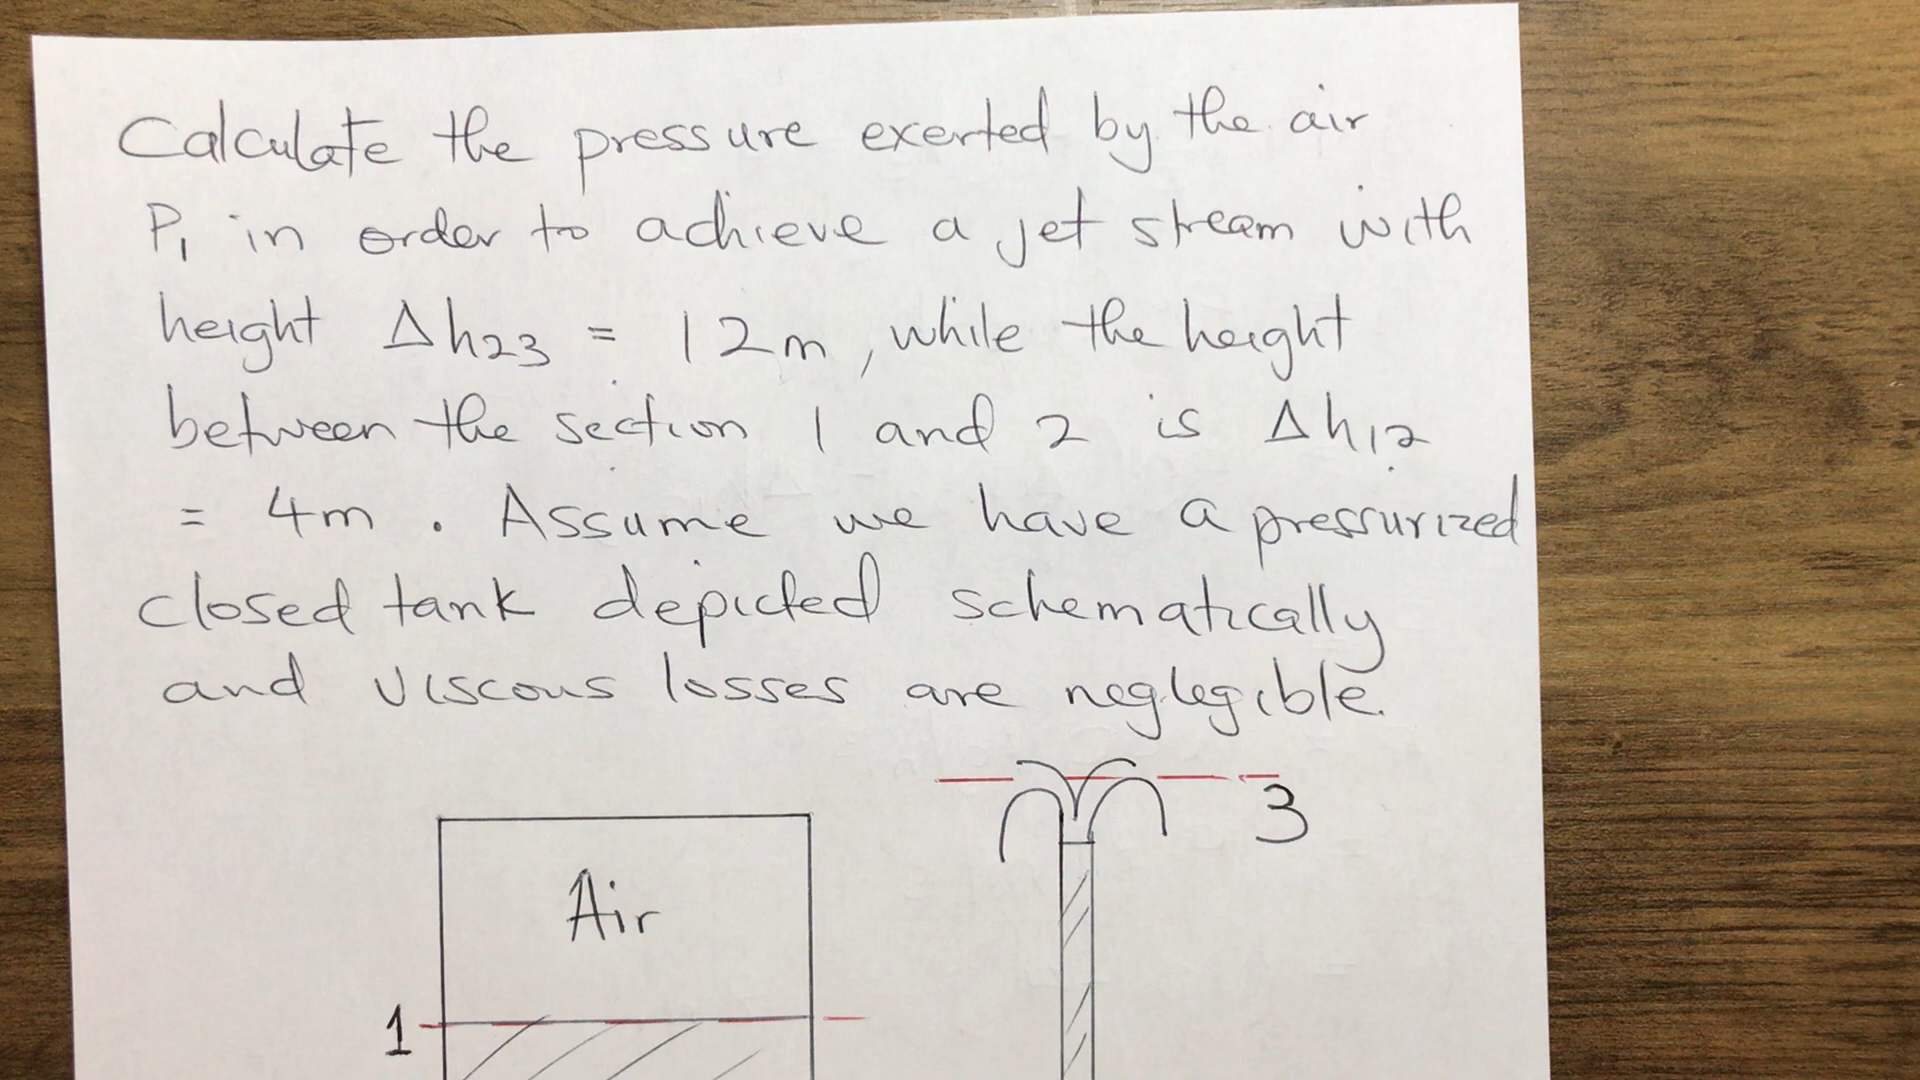 Calculate the pressure exerted by the air
P₁ in order to achieve a jet stream with
height Δh₂₃ = 12m, while the height
between the section 1 and 2 is Δh₁₂
= 4m. Assume we have a pressurized
closed tank depicted schematically
and viscous losses are neglegible.
3
Air
1